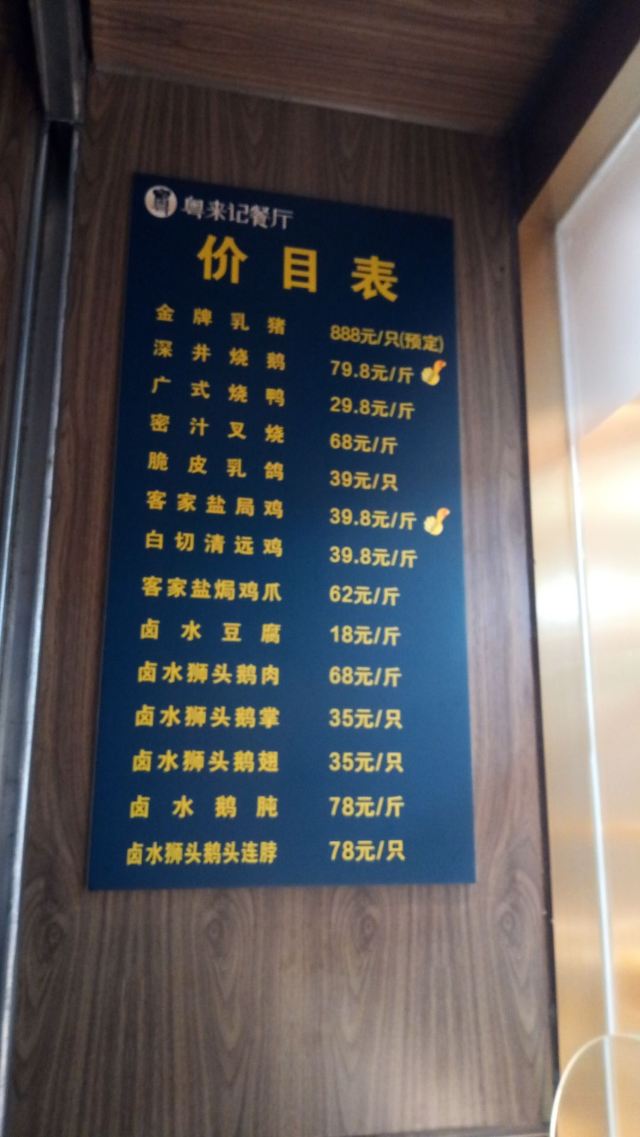 粤来记餐厅
价目表
金牌乳猪 888元/只(预定)
深井烧鹅 79.8元/斤
广式烧鸭 29.8元/斤
密汁叉烧 68元/斤
脆皮乳鸽 39元/只
客家盐局鸡 39.8元/斤
白切清远鸡 39.8元/斤
客家盐焗鸡爪 62元/斤
卤水豆腐 18元/斤
卤水狮头鹅肉 68元/斤
卤水狮头鹅掌 35元/只
卤水狮头鹅翅 35元/只
卤水鹅肫 78元/斤
卤水狮头鹅头连脖 78元/只